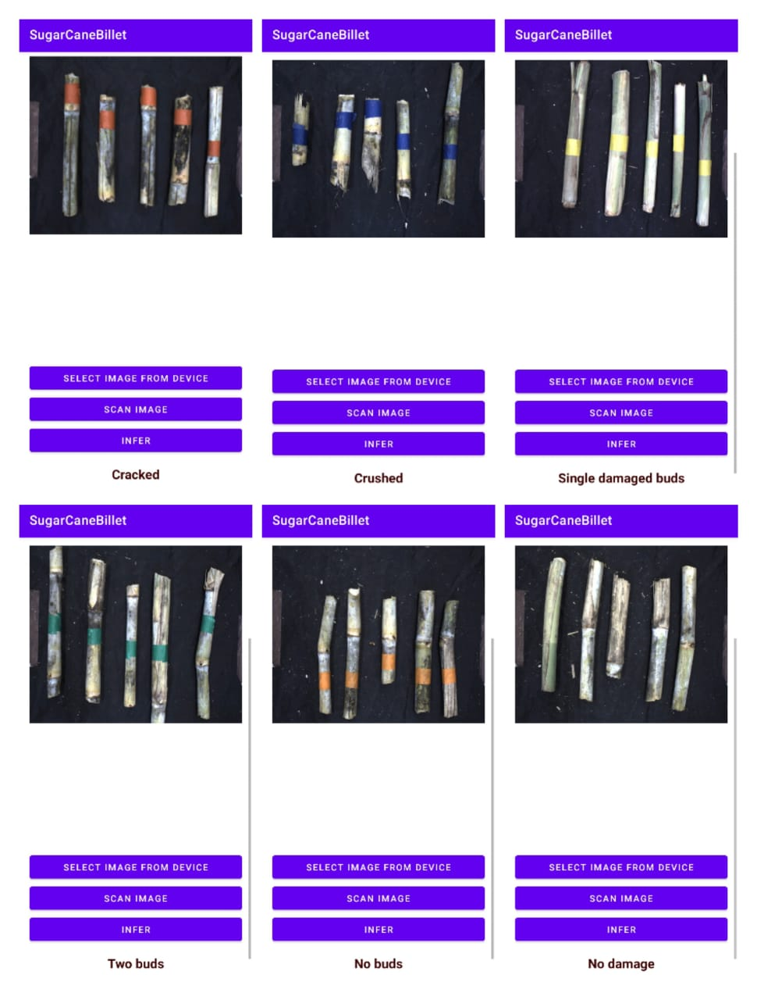 SugarCaneBillet
SELECT IMAGE FROM DEVICE
SCAN IMAGE
INFER
Cracked
SugarCaneBillet
SELECT IMAGE FROM DEVICE
SCAN IMAGE
INFER
Crushed
SugarCaneBillet
SELECT IMAGE FROM DEVICE
SCAN IMAGE
INFER
Single damaged buds
SugarCaneBillet
SELECT IMAGE FROM DEVICE
SCAN IMAGE
INFER
Two buds
SugarCaneBillet
SELECT IMAGE FROM DEVICE
SCAN IMAGE
INFER
No buds
SugarCaneBillet
SELECT IMAGE FROM DEVICE
SCAN IMAGE
INFER
No damage